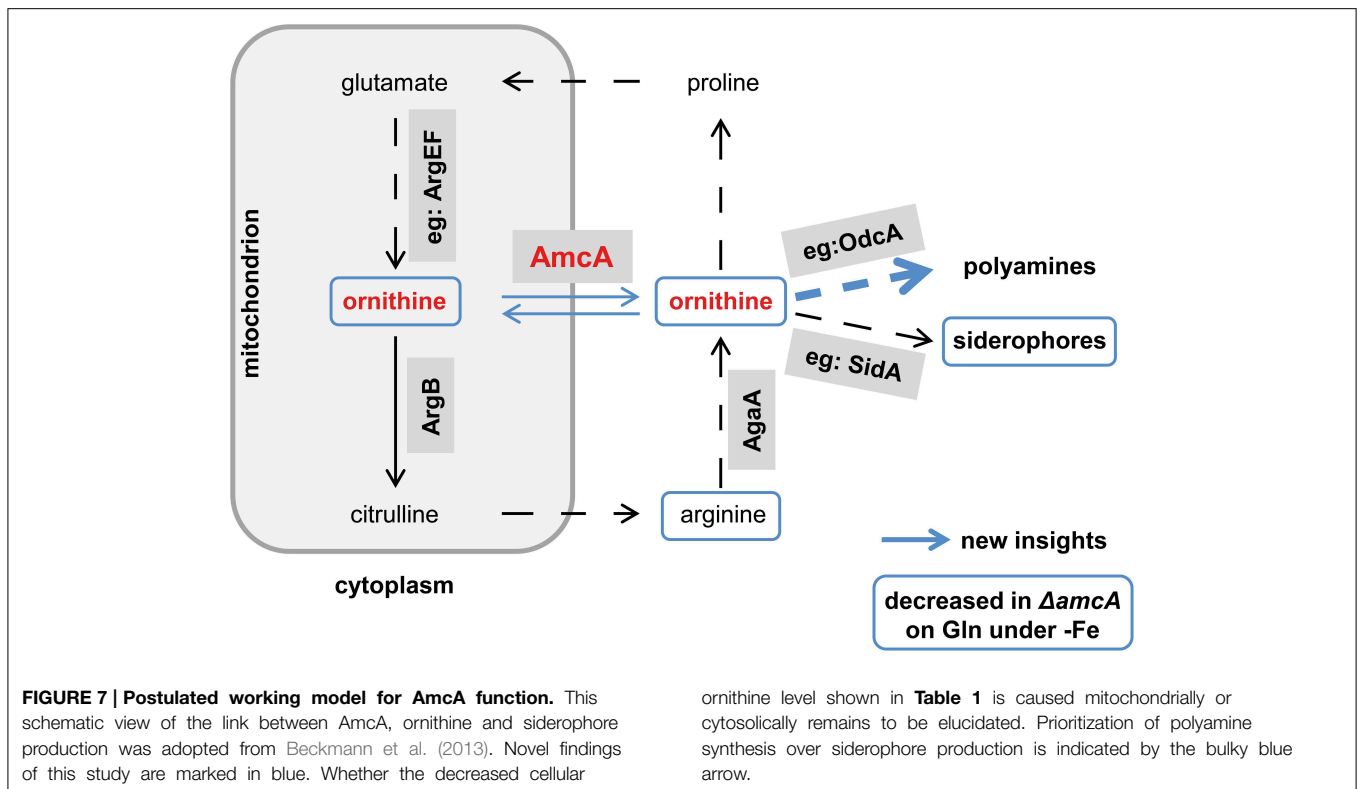 glutamate
proline
eg: ArgEF
mitochondrion
AmcA
eg:OdcA
polyamines
ornithine
ornithine
siderophores
eg: SidA
ArgB
AgaA
citrulline
arginine
new insights
cytoplasm
decreased in ΔamcA
on Gln under -Fe
FIGURE 7 | Postulated working model for AmcA function. This
schematic view of the link between AmcA, ornithine and siderophore
production was adopted from Beckmann et al. (2013). Novel findings
of this study are marked in blue. Whether the decreased cellular
ornithine level shown in Table 1 is caused mitochondrially or
cytosolically remains to be elucidated. Prioritization of polyamine
synthesis over siderophore production is indicated by the bulky blue
arrow.